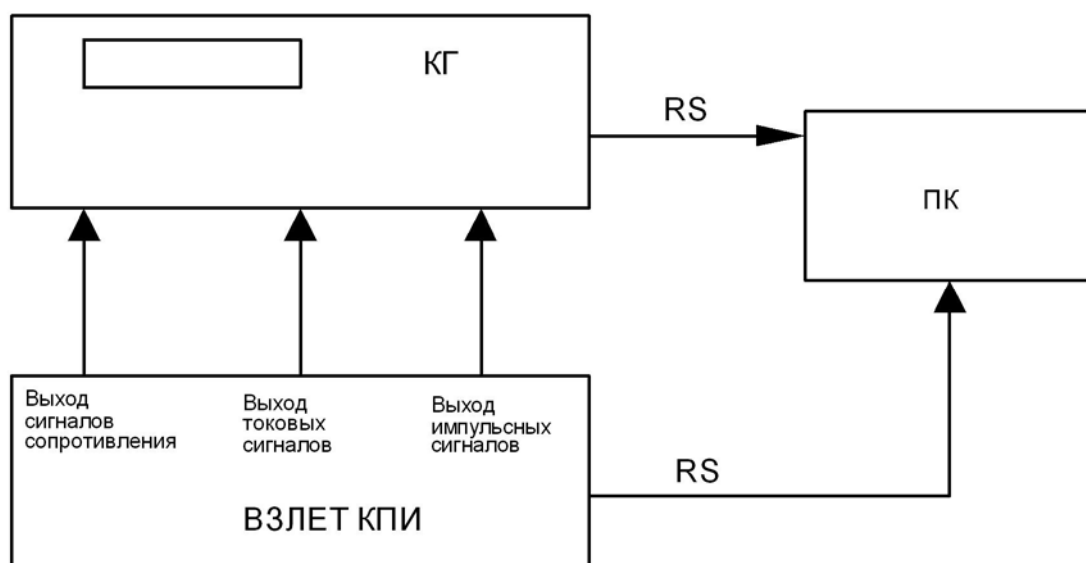 КГ
RS
ПК
Выход
сигналов
сопротивления
Выход
токовых
сигналов
Выход
импульсных
сигналов
RS
ВЗЛЕТ КПИ